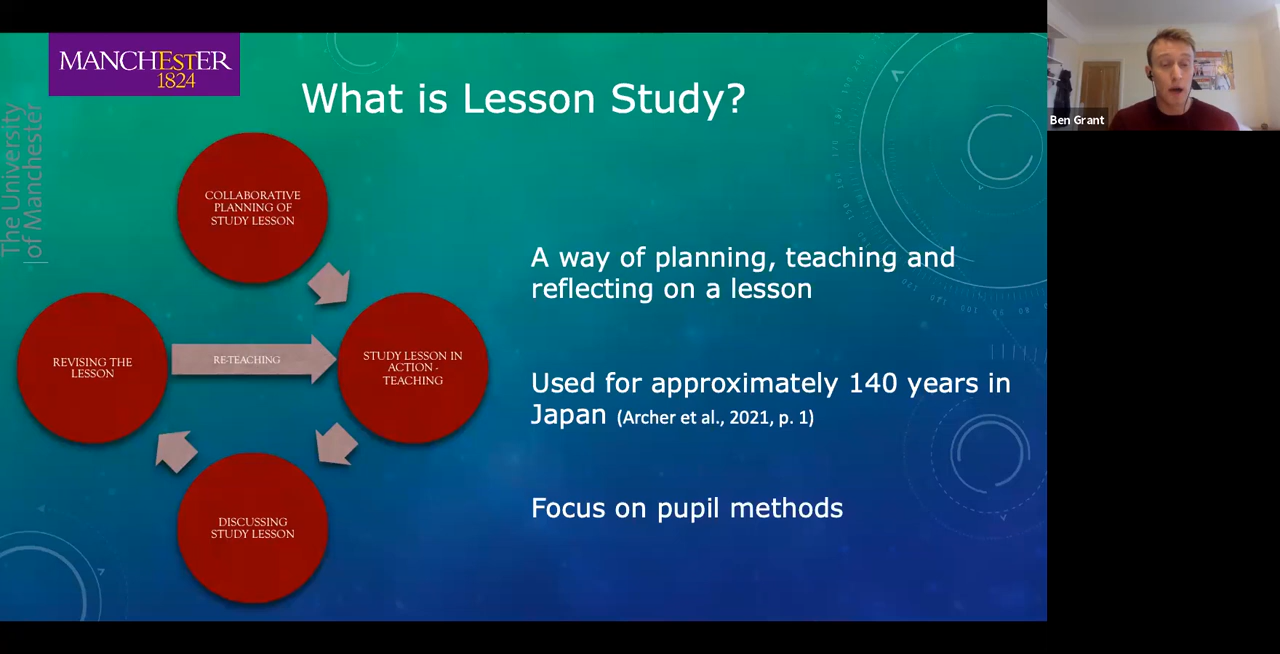 MANCHEstER
1824
The University
of Manchester
What is Lesson Study?
COLLABORATIVE
PLANNING OF
STUDY LESSON
REVISING THE
LESSON
RE-TEACHING
STUDY LESSON IN
ACTION -
TEACHING
DISCUSSING
STUDY LESSON
A way of planning, teaching and
reflecting on a lesson
Used for approximately 140 years in
Japan (Archer et al., 2021, p. 1)
Focus on pupil methods
Ben Grant